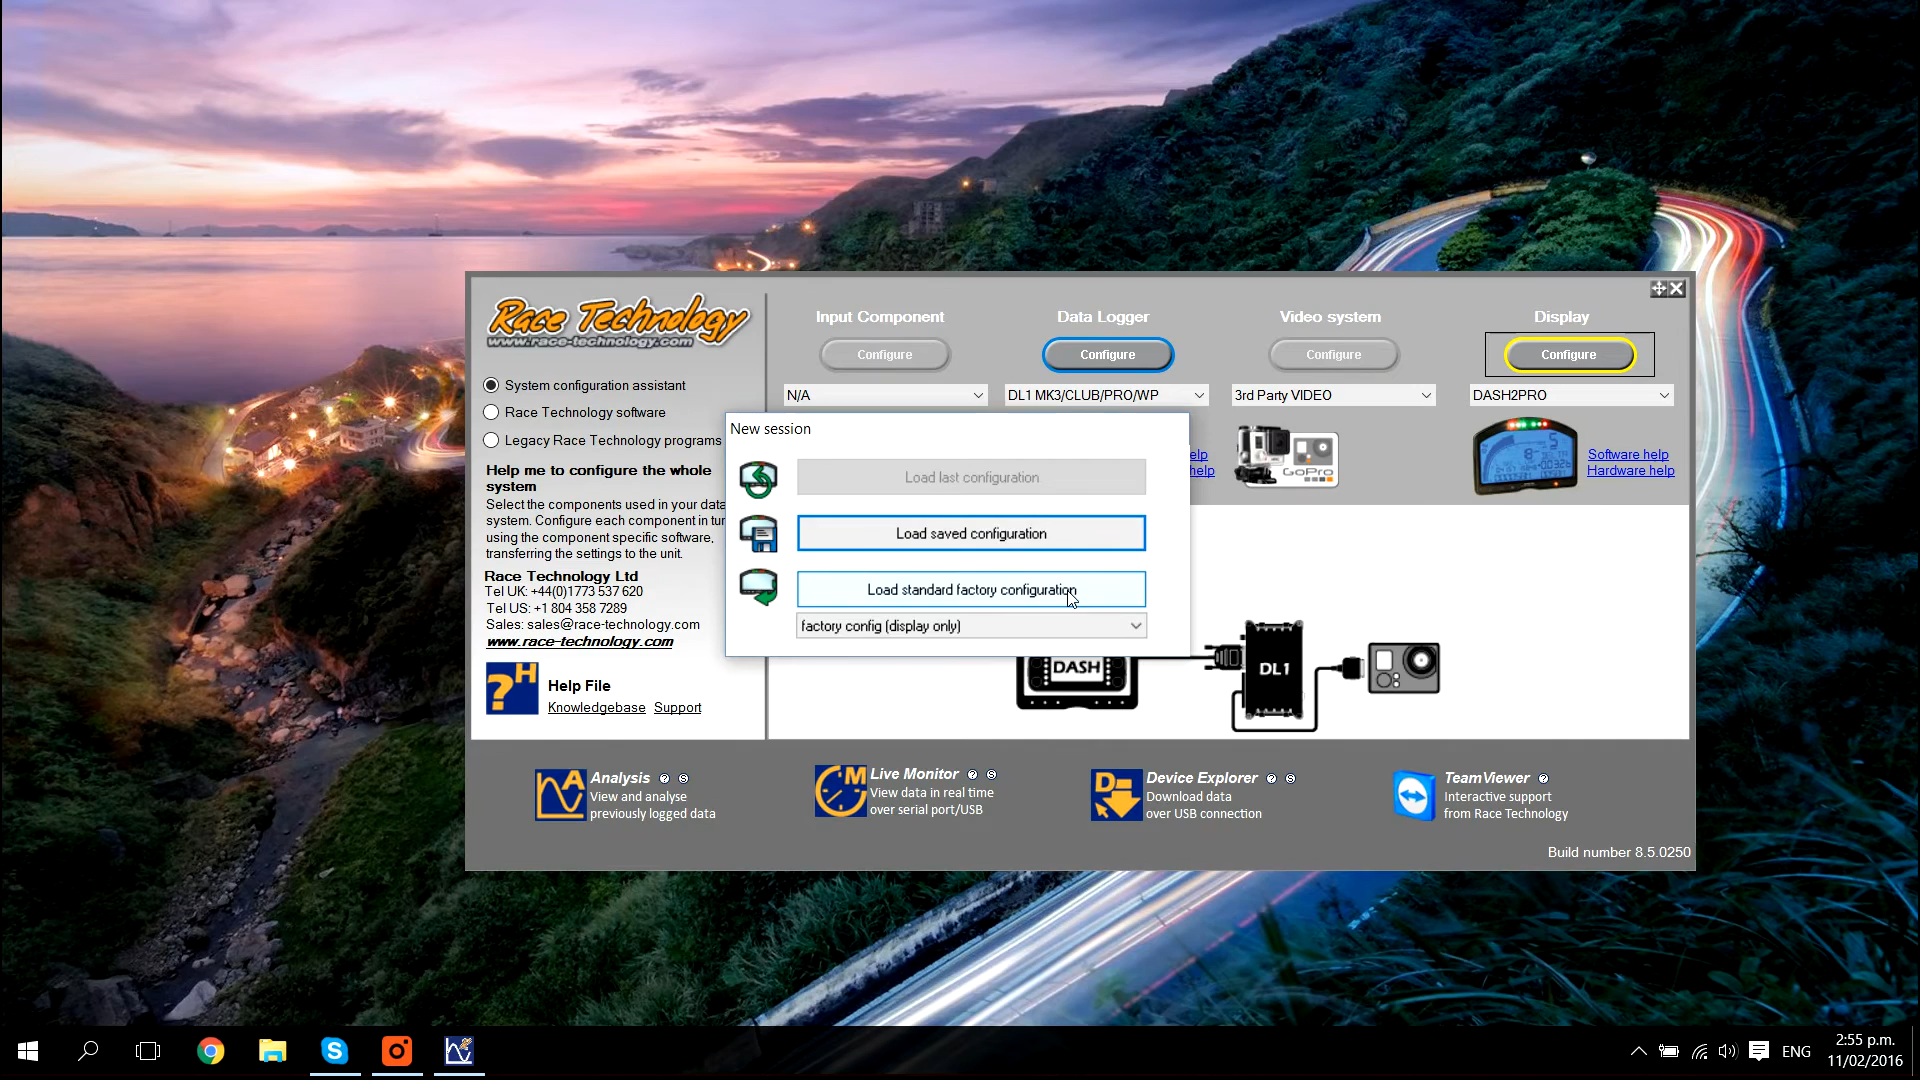 Race Technology
www.race-technology.com
Input Component
Data Logger
Video system
Display
Configure
Configure
Configure
Configure
N/A
DL1 MK3/CLUB/PRO/WP
3rd Party VIDEO
DASH2PRO
System configuration assistant
Race Technology software
Legacy Race Technology programs
Help me to configure the whole
system
Select the components used in your data
system. Configure each component in tur
using the component specific software,
transferring the settings to the unit.
Race Technology Ltd
Tel UK: +44(0)1773 537 620
Tel US: +1 804 358 7289
Sales: sales@race-technology.com
www.race-technology.com
Help File
Knowledgebase Support
New session
Load last configuration
Load saved configuration
Load standard factory configuration
factory config (display only)
elp
help
GoPro
Software help
Hardware help
DASH
DL1
Analysis
View and analyse
previously logged data
Live Monitor
View data in real time
over serial port/USB
Device Explorer
Download data
over USB connection
TeamViewer
Interactive support
from Race Technology
Build number 8.5.0250
ENG
2:55 p.m.
11/02/2016